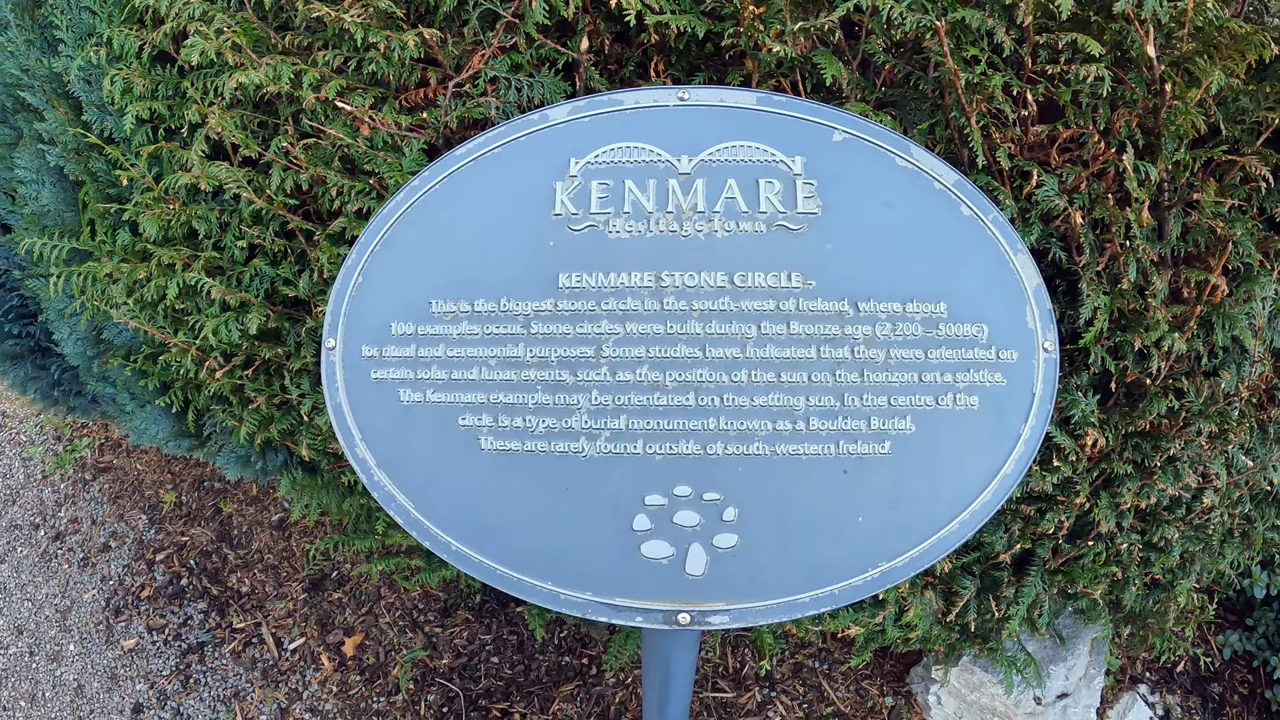 KENMARE
Heritage Town
KENMARE STONE CIRCLE -
This is the biggest stone circle in the south-west of Ireland, where about
100 examples occur. Stone circles were built during the Bronze age (2,200 – 500BC)
for ritual and ceremonial purposes. Some studies have indicated that they were orientated on
certain solar and lunar events, such as the position of the sun on the horizon on a solstice.
The Kenmare example may be orientated on the setting sun. In the centre of the
circle is a type of burial monument known as a Boulder Burial.
These are rarely found outside of south-western Ireland.